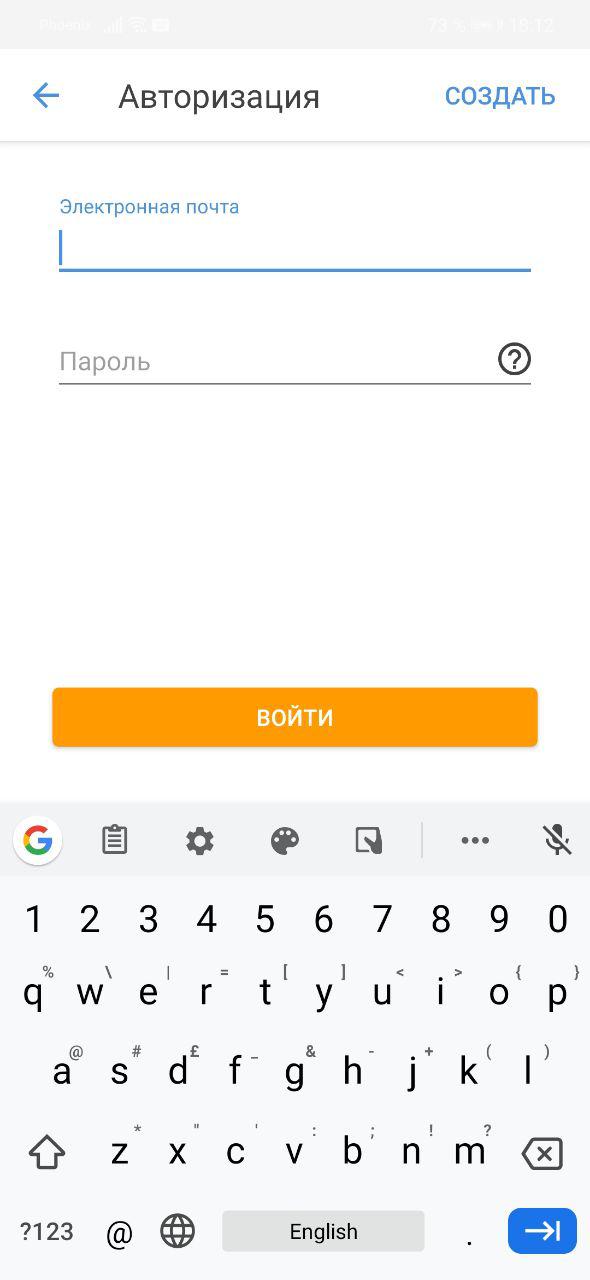 Phoenix 73 % 18:12
Авторизация СОЗДАТЬ
Электронная почта
Пароль ?
ВОЙТИ
G
1 2 3 4 5 6 7 8 9 0
% \ | = [ ] < > { }
q w e r t y u i o p
@ # £ _ & - + ( )
a s d f g h j k l
* " ' : ; ! ?
z x c v b n m
?123 @ English .